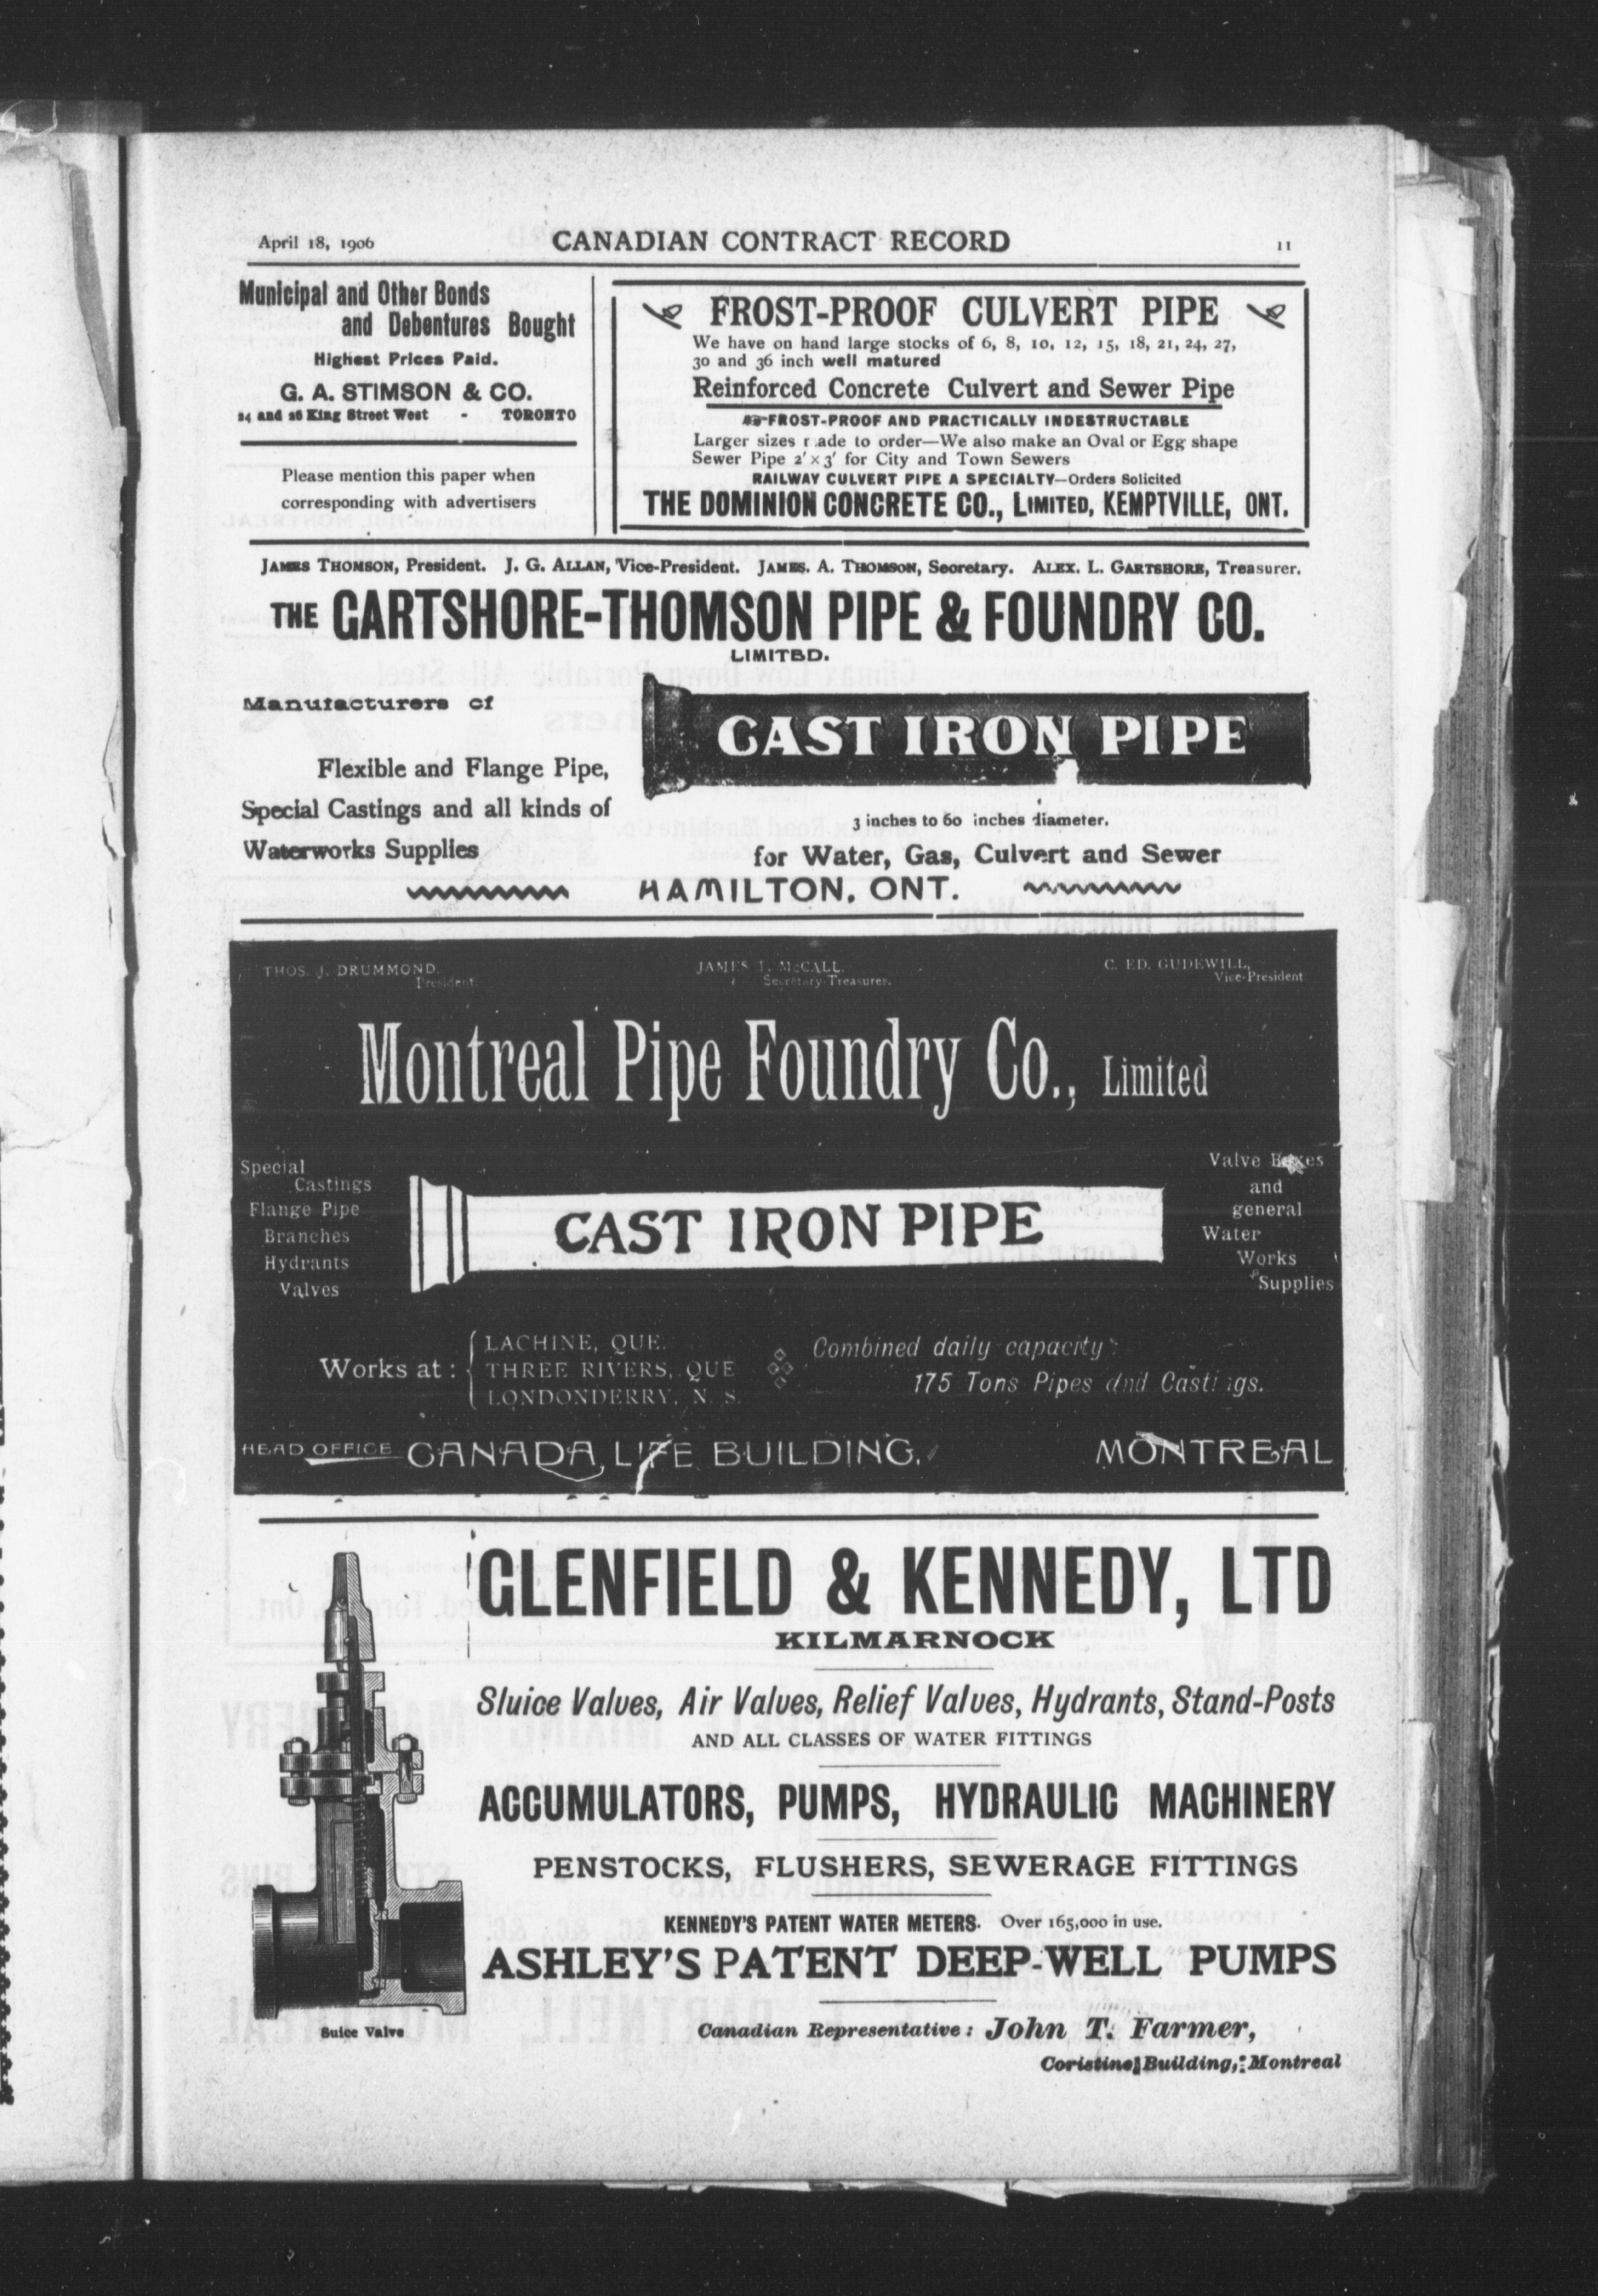 April 18, 1906
CANADIAN CONTRACT RECORD
11
Municipal and Other Bonds
and Debentures Bought
Highest Prices Paid.
G. A. STIMSON & CO.
24 and 26 King Street West - TORONTO
Please mention this paper when
corresponding with advertisers
FROST-PROOF CULVERT PIPE
We have on hand large stocks of 6, 8, 10, 12, 15, 18, 21, 24, 27,
30 and 36 inch well matured
Reinforced Concrete Culvert and Sewer Pipe
FROST-PROOF AND PRACTICALLY INDESTRUCTABLE
Larger sizes made to order—We also make an Oval or Egg shape
Sewer Pipe 2'×3' for City and Town Sewers
RAILWAY CULVERT PIPE A SPECIALTY—Orders Solicited
THE DOMINION CONCRETE CO., LIMITED, KEMPTVILLE, ONT.
JAMES THOMSON, President. J. G. ALLAN, Vice-President. JAMES. A. THOMSON, Secretary. ALEX. L. GARTSHORE, Treasurer.
THE GARTSHORE-THOMSON PIPE & FOUNDRY CO.
LIMITED.
Manufacturers of
Flexible and Flange Pipe,
Special Castings and all kinds of
Waterworks Supplies
CAST IRON PIPE
3 inches to 60 inches diameter.
for Water, Gas, Culvert and Sewer
HAMILTON, ONT.
THOS. J. DRUMMOND,
President
JAMES T. McCALL,
Secretary-Treasurer.
C. ED. GUDEWILL,
Vice-President
Montreal Pipe Foundry Co., Limited
Special
Castings
Flange Pipe
Branches
Hydrants
Valves
CAST IRON PIPE
Valve Boxes
and
general
Water
Works
Supplies
Works at :
LACHINE, QUE.
THREE RIVERS, QUE
LONDONDERRY, N. S.
Combined daily capacity :
175 Tons Pipes and Castings.
HEAD OFFICE CANADA LIFE BUILDING, MONTREAL
GLENFIELD & KENNEDY, LTD
KILMARNOCK
Sluice Valves, Air Valves, Relief Valves, Hydrants, Stand-Posts
AND ALL CLASSES OF WATER FITTINGS
ACCUMULATORS, PUMPS, HYDRAULIC MACHINERY
PENSTOCKS, FLUSHERS, SEWERAGE FITTINGS
KENNEDY'S PATENT WATER METERS. Over 165,000 in use.
ASHLEY'S PATENT DEEP-WELL PUMPS
Suice Valve
Canadian Representative: John T. Farmer,
Coristine Building, Montreal